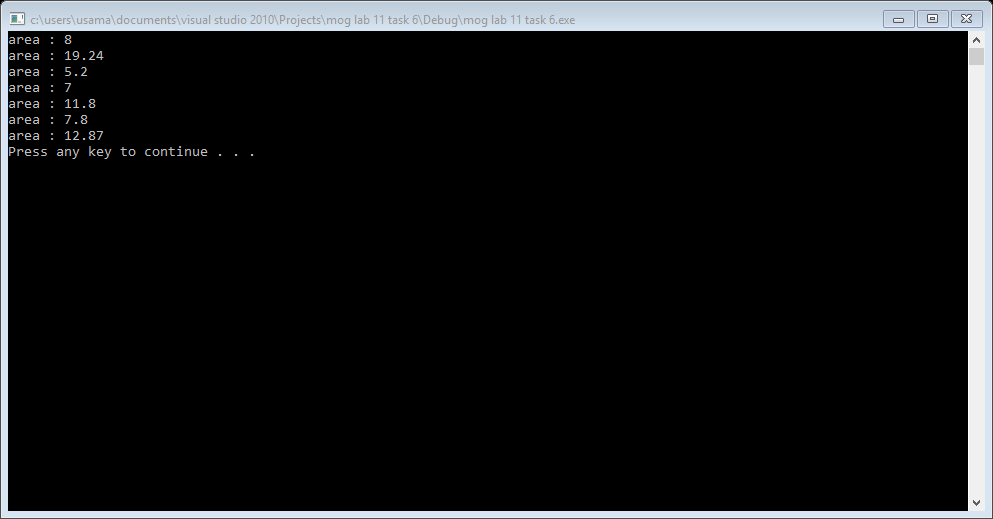 c:\users\usama\documents\visual studio 2010\Projects\mog lab 11 task 6\Debug\mog lab 11 task 6.exe
area : 8
area : 19.24
area : 5.2
area : 7
area : 11.8
area : 7.8
area : 12.87
Press any key to continue . . .